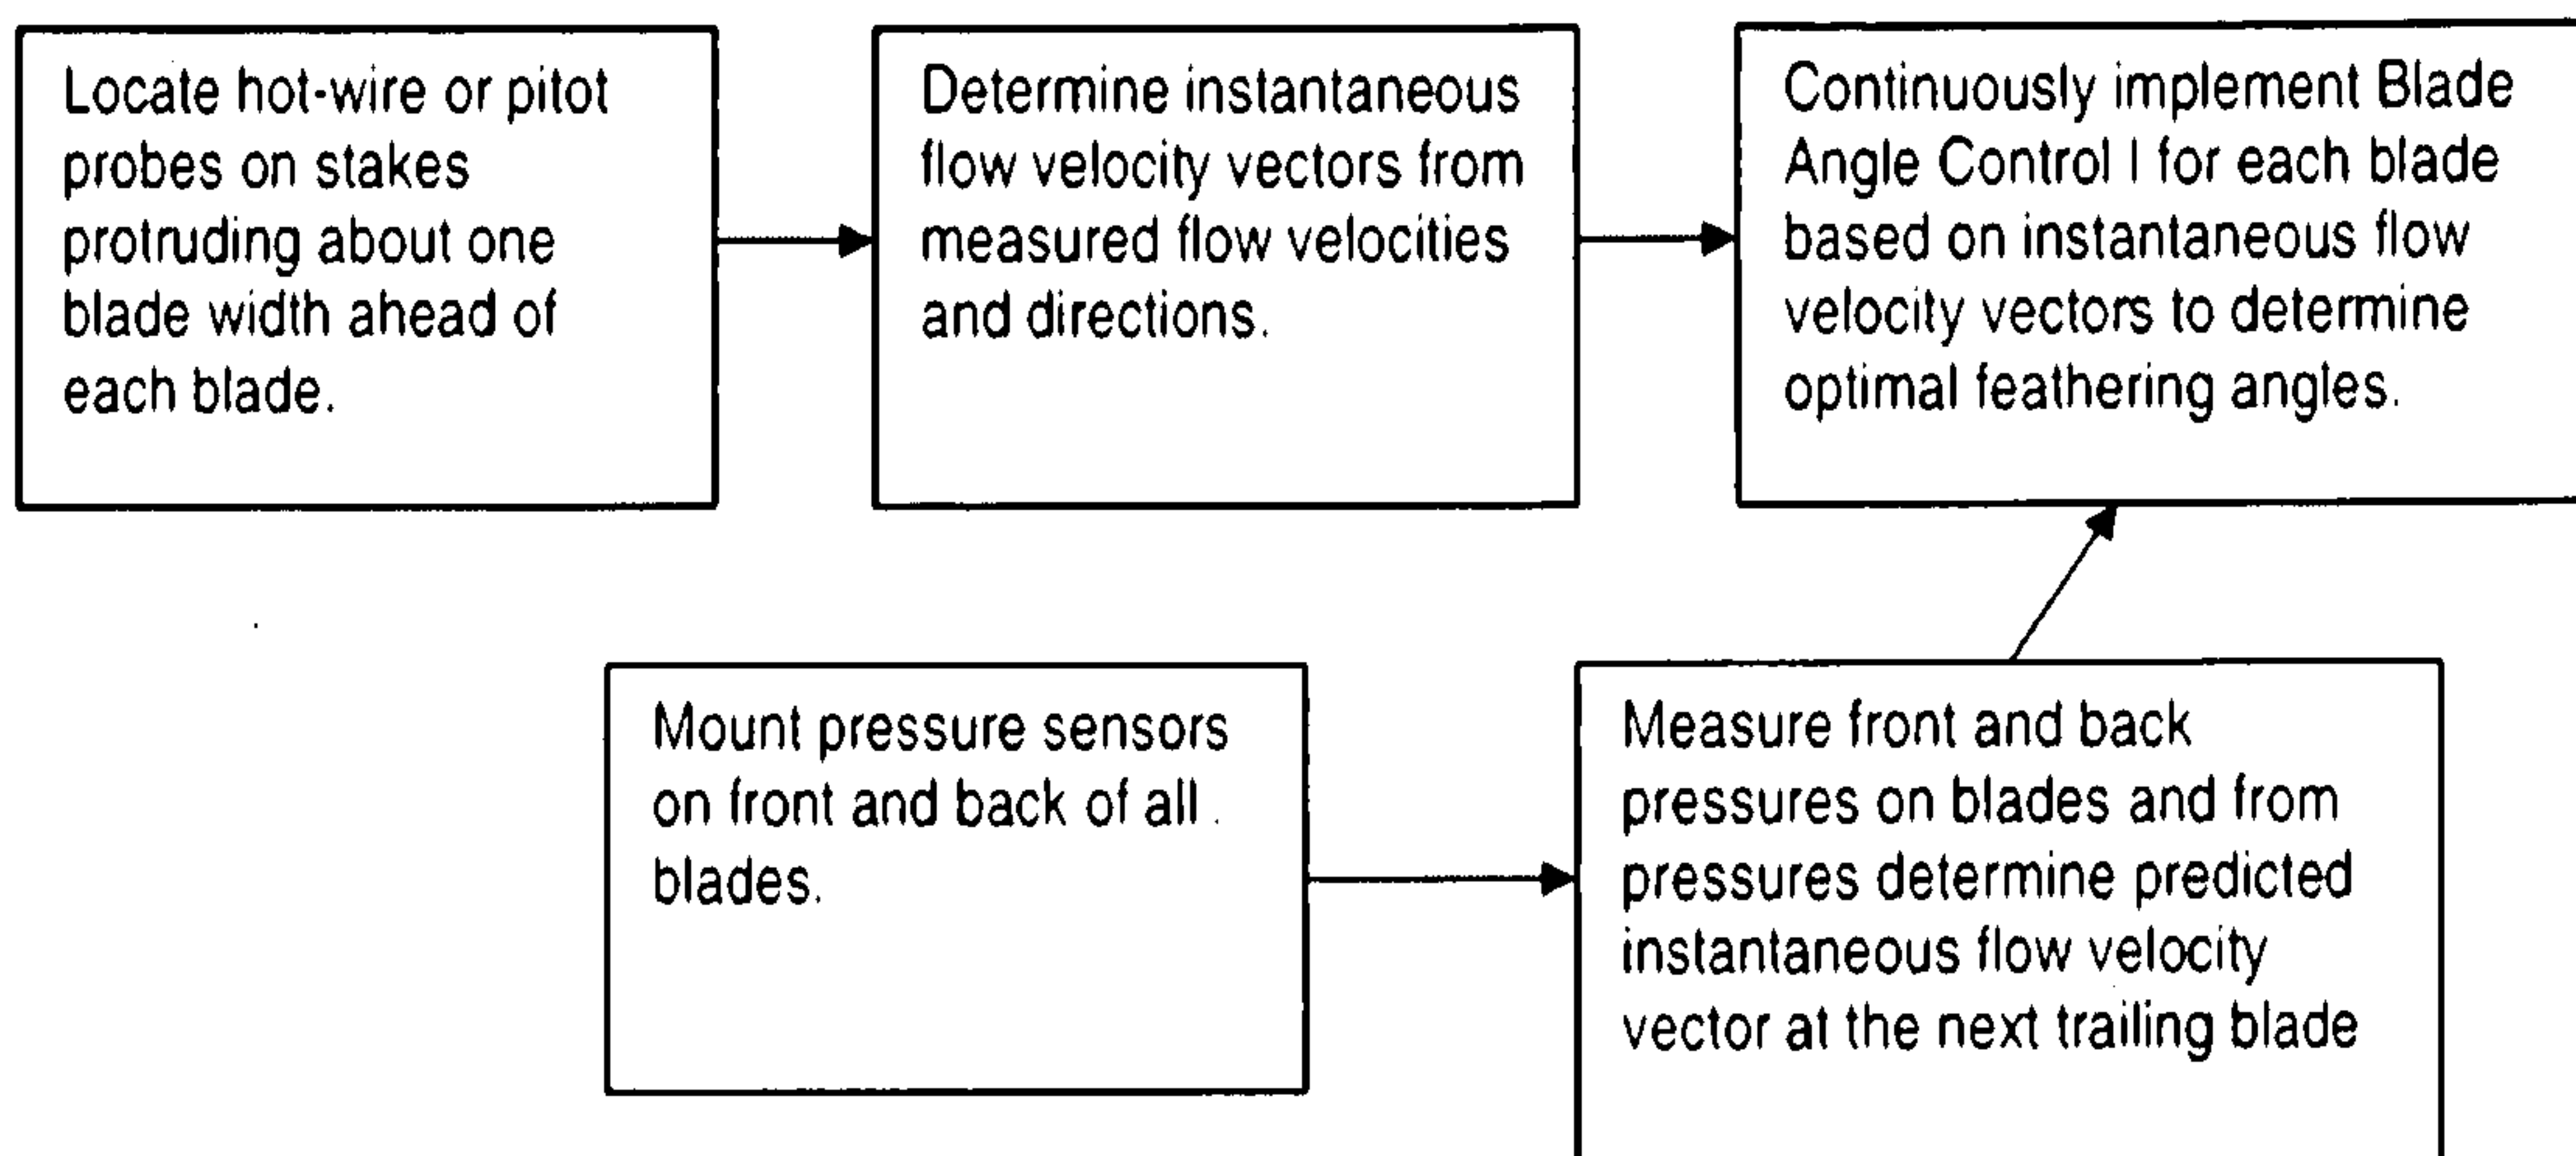 Locate hot-wire or pitot
probes on stakes
protruding about one
blade width ahead of
each blade.
Determine instantaneous
flow velocity vectors from
measured flow velocities
and directions.
Continuously implement Blade
Angle Control I for each blade
based on instantaneous flow
velocity vectors to determine
optimal feathering angles.
Mount pressure sensors
on front and back of all
blades.
Measure front and back
pressures on blades and from
pressures determine predicted
instantaneous flow velocity
vector at the next trailing blade